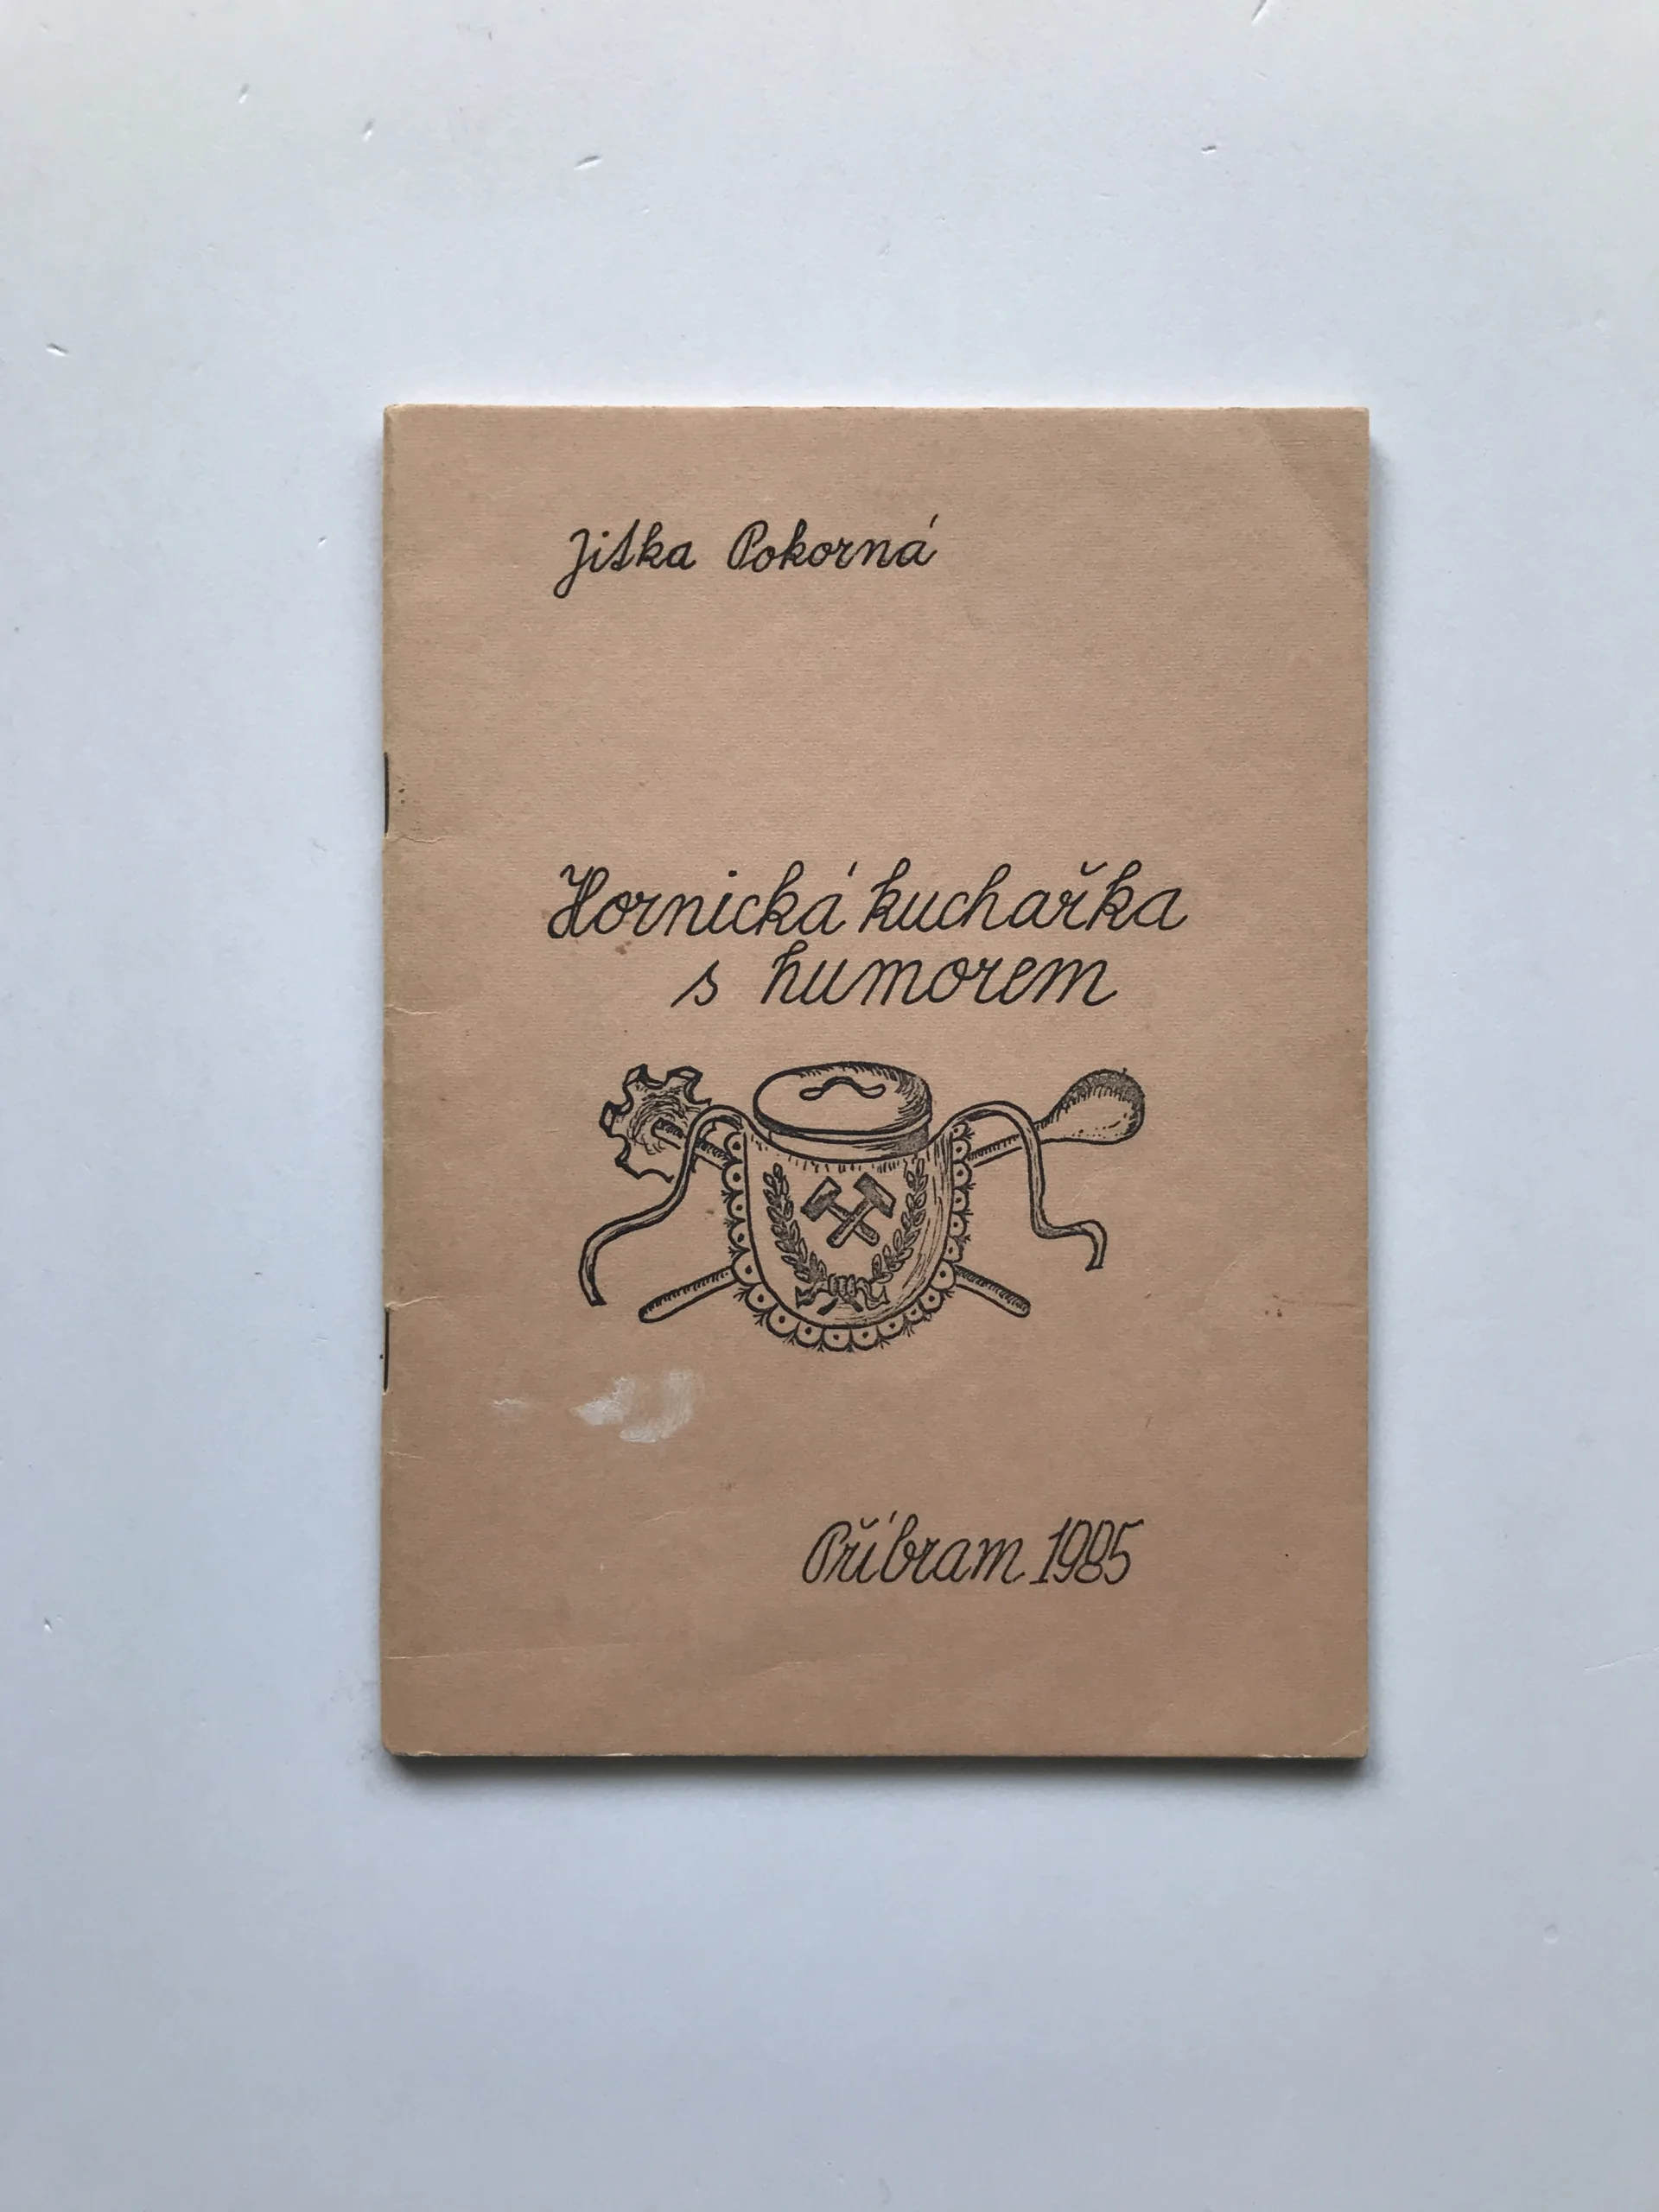 Jitka Pokorná
Hornická kuchařka
s humorem
Příbram 1985